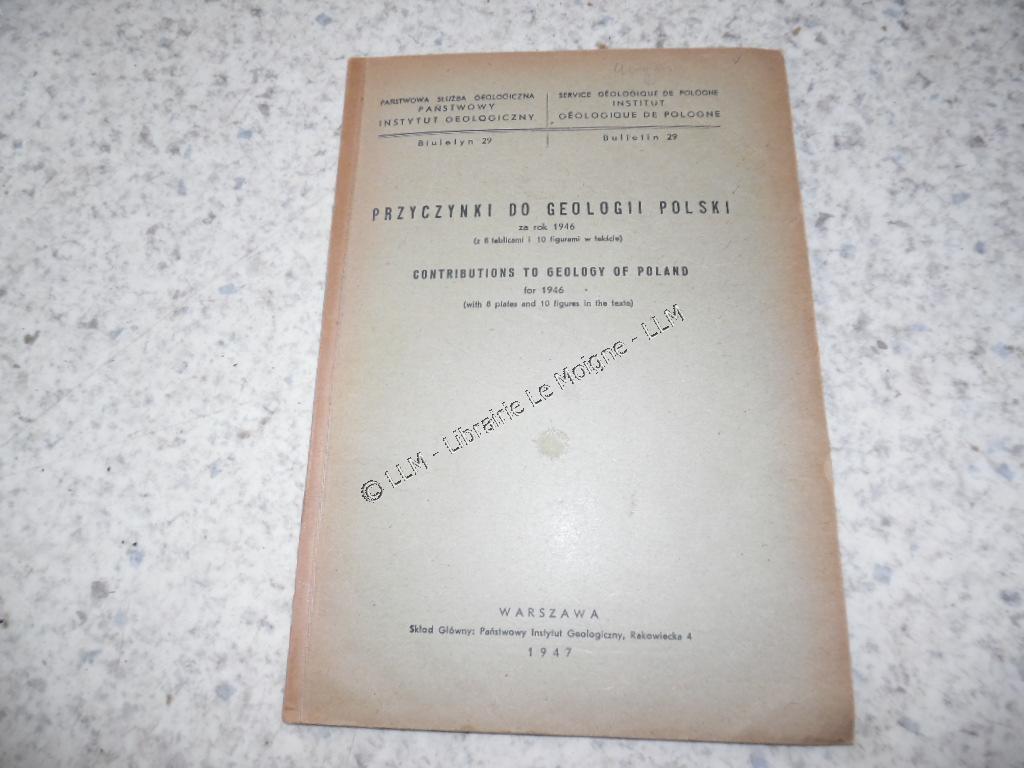 PAŃSTWOWA SŁUŻBA GEOLOGICZNA
PAŃSTWOWY
INSTYTUT GEOLOGICZNY
Biuletyn 29
SERVICE GÉOLOGIQUE DE POLOGNE
INSTITUT
GÉOLOGIQUE DE POLOGNE
Bulletin 29
PRZYCZYNKI DO GEOLOGII POLSKI
za rok 1946
(z 8 tablicami i 10 figurami w tekście)
CONTRIBUTIONS TO GEOLOGY OF POLAND
for 1946
(with 8 plates and 10 figures in the texte)
© LLM - Librairie Le Moigne - LLM
WARSZAWA
Skład Główny: Państwowy Instytut Geologiczny, Rakowiecka 4
1947